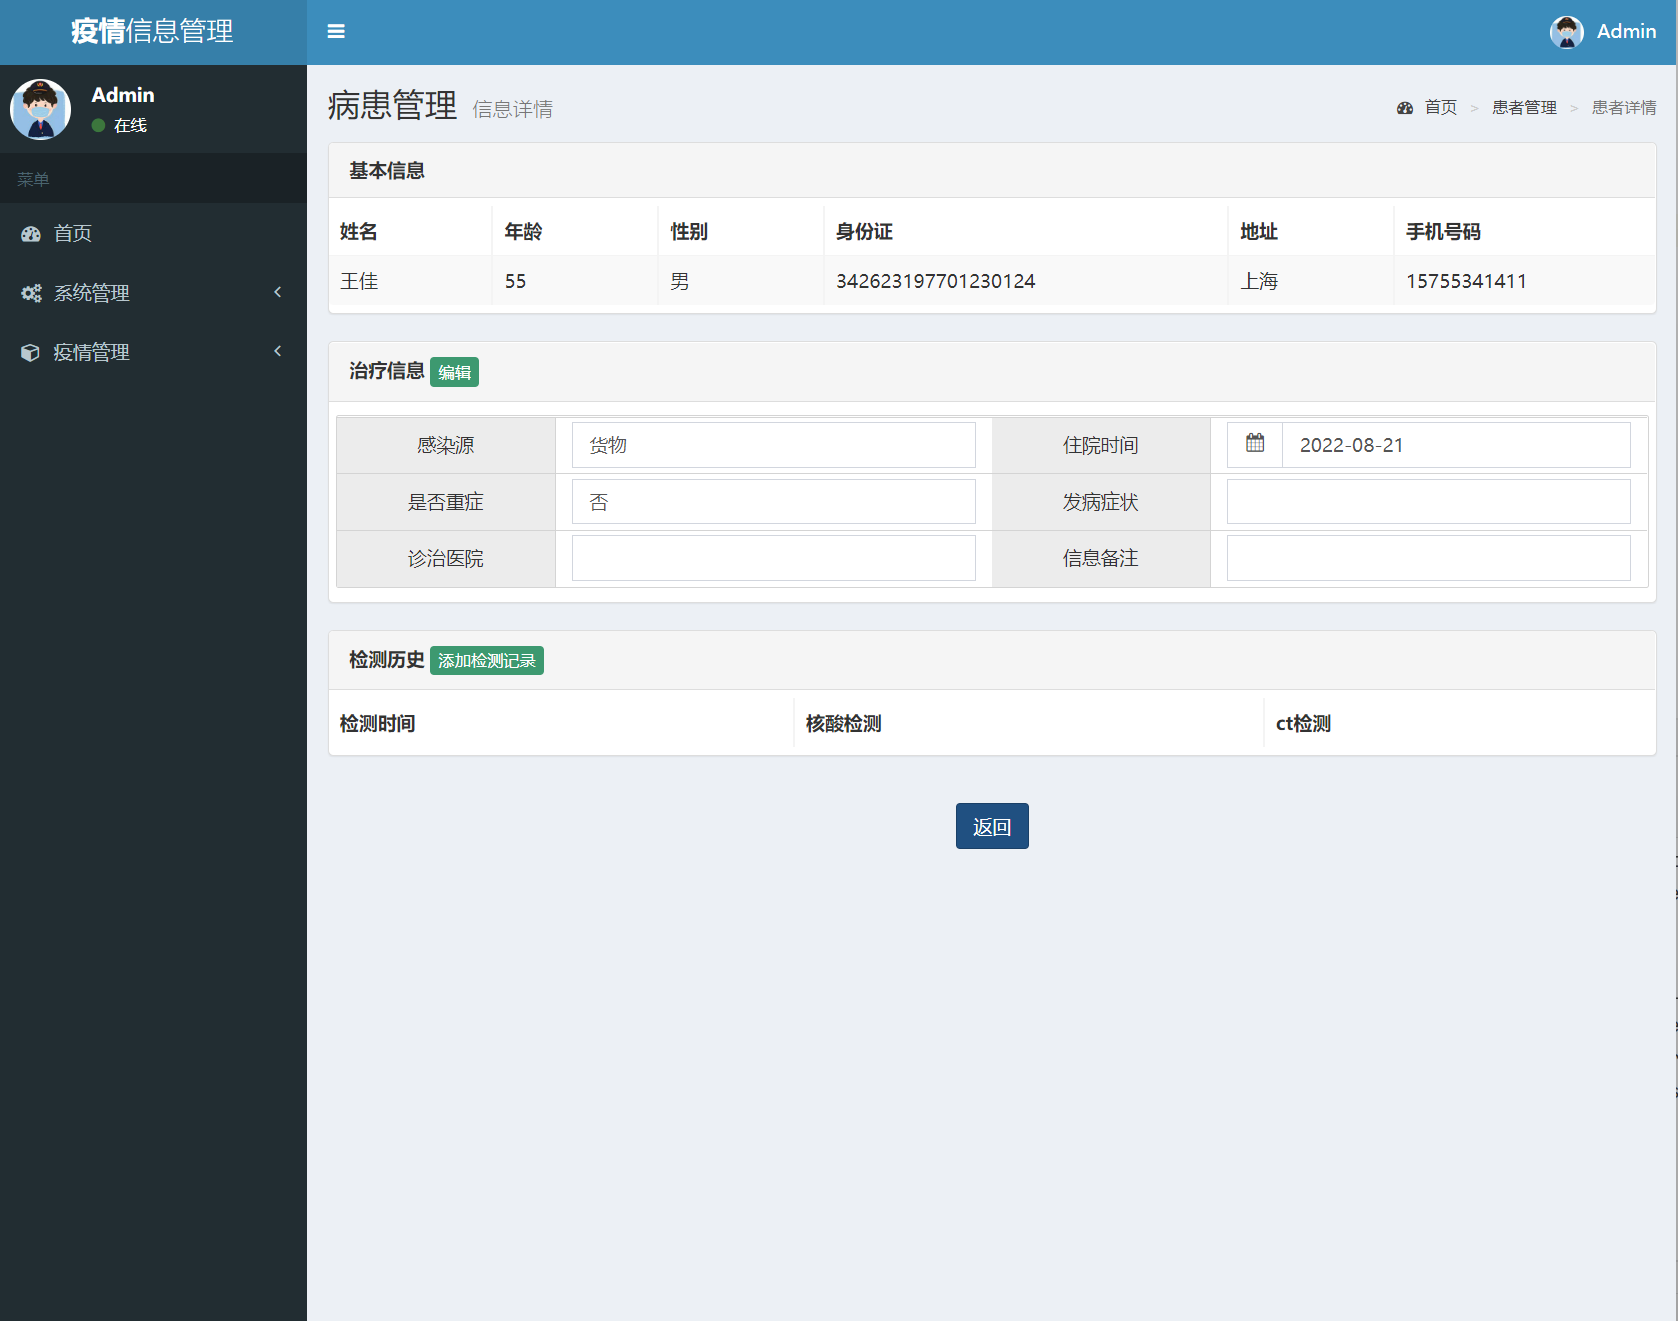 疫情信息管理
Admin
Admin
在线
菜单
首页
系统管理
疫情管理
病患管理 信息详情
首页 > 患者管理 > 患者详情
基本信息
姓名 年龄 性别 身份证 地址 手机号码
王佳 55 男 342623197701230124 上海 15755341411
治疗信息 编辑
感染源 货物 住院时间 2022-08-21
是否重症 否 发病症状
诊治医院 信息备注
检测历史 添加检测记录
检测时间 核酸检测 ct检测
返回